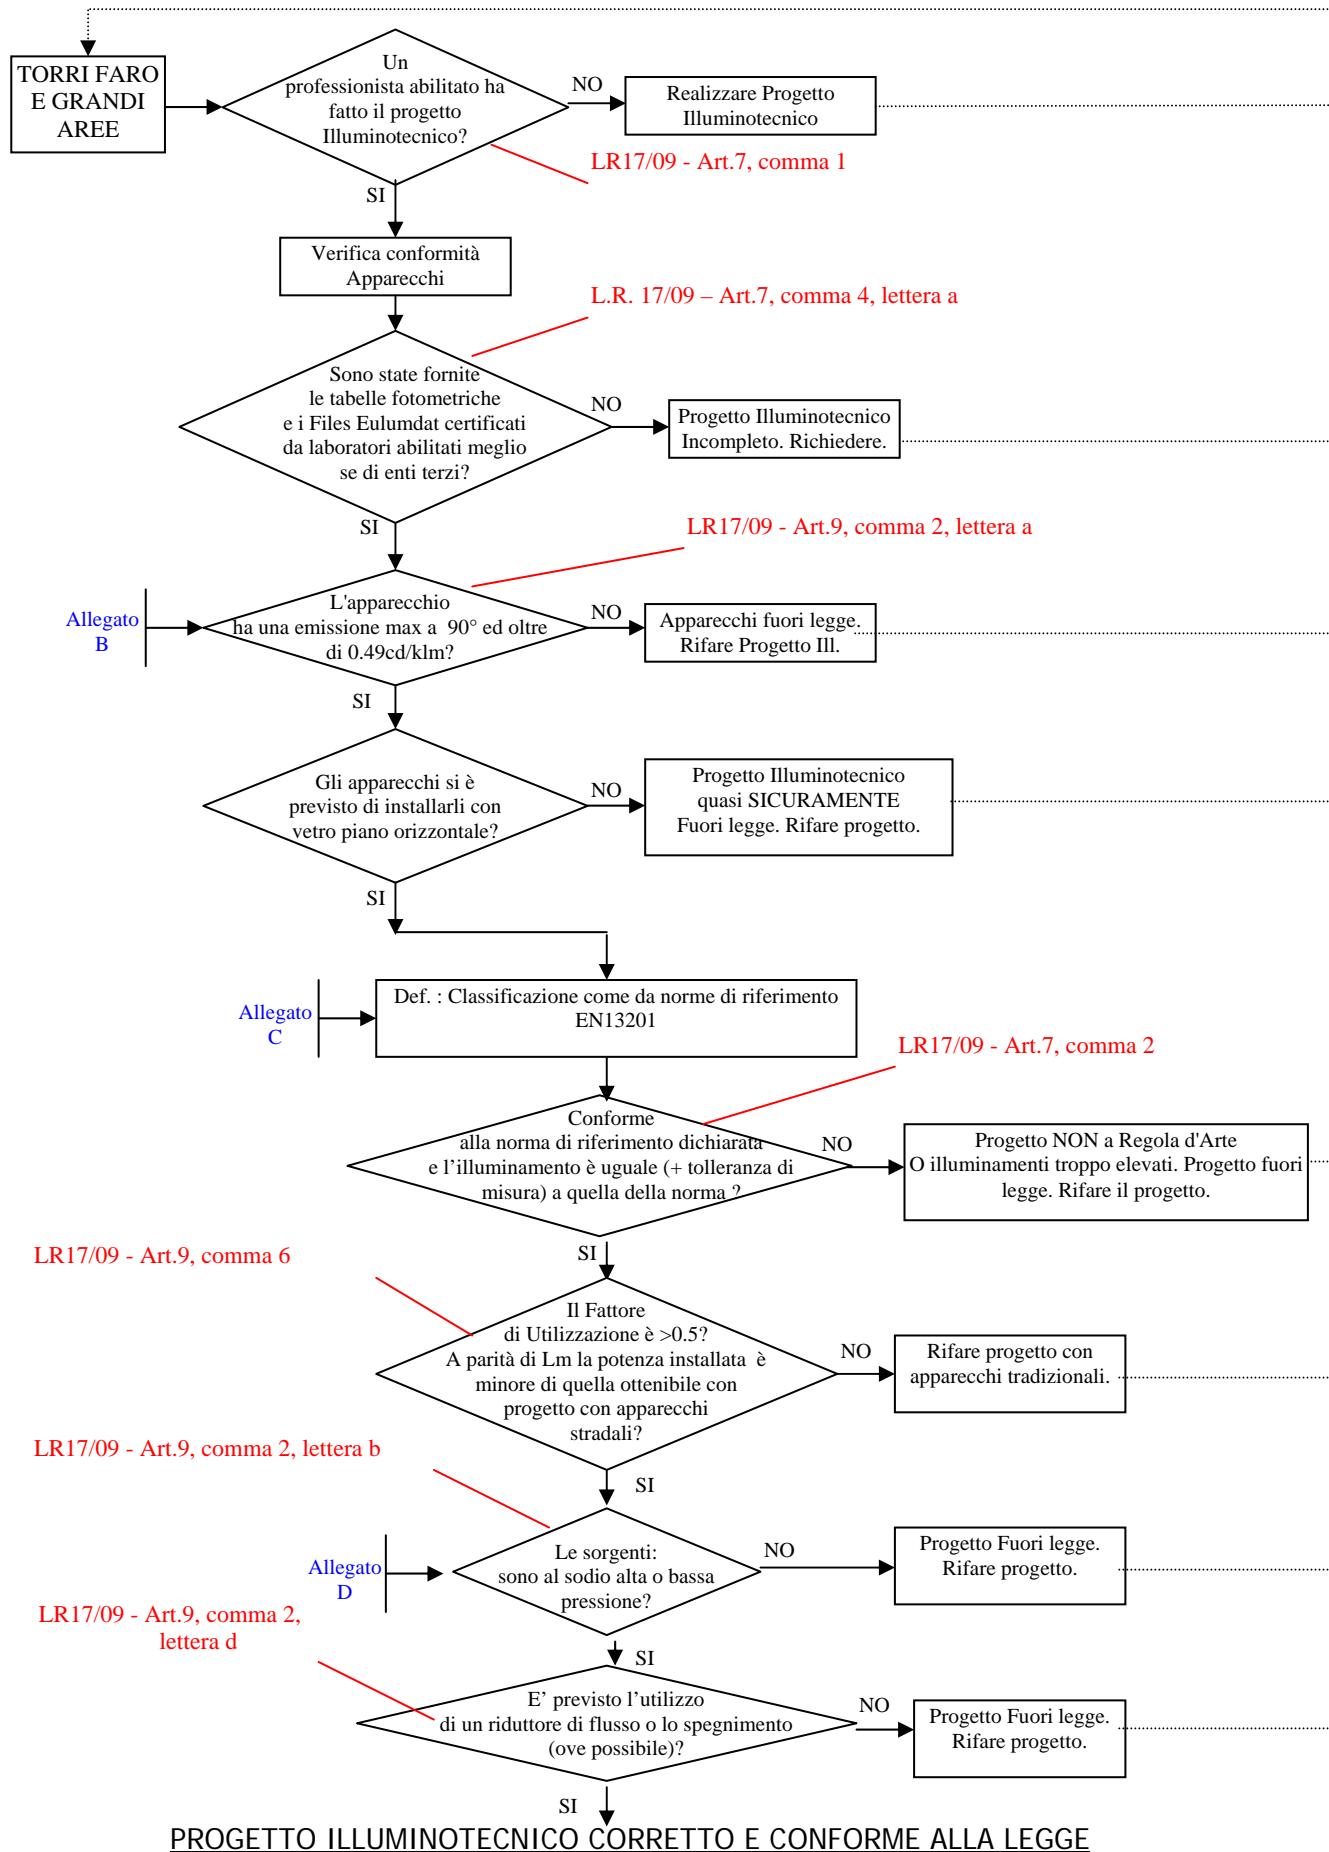 TORRI FARO
E GRANDI
AREE
Un
professionista abilitato ha
fatto il progetto
Illuminotecnico?
NO
Realizzare Progetto
Illuminotecnico
LR17/09 - Art.7, comma 1
SI
Verifica conformità
Apparecchi
L.R. 17/09 – Art.7, comma 4, lettera a
Sono state fornite
le tabelle fotometriche
e i Files Eulumdat certificati
da laboratori abilitati meglio
se di enti terzi?
NO
Progetto Illuminotecnico
Incompleto. Richiedere.
SI
LR17/09 - Art.9, comma 2, lettera a
Allegato
B
L'apparecchio
ha una emissione max a  90° ed oltre
di 0.49cd/klm?
NO
Apparecchi fuori legge.
Rifare Progetto Ill.
SI
Gli apparecchi si è
previsto di installarli con
vetro piano orizzontale?
NO
Progetto Illuminotecnico
quasi SICURAMENTE
Fuori legge. Rifare progetto.
SI
Allegato
C
Def. : Classificazione come da norme di riferimento
EN13201
LR17/09 - Art.7, comma 2
Conforme
alla norma di riferimento dichiarata
e l’illuminamento è uguale (+ tolleranza di
misura) a quella della norma ?
NO
Progetto NON a Regola d'Arte
O illuminamenti troppo elevati. Progetto fuori
legge. Rifare il progetto.
SI
LR17/09 - Art.9, comma 6
Il Fattore
di Utilizzazione è >0.5?
A parità di Lm la potenza installata  è
minore di quella ottenibile con
progetto con apparecchi
stradali?
NO
Rifare progetto con
apparecchi tradizionali.
LR17/09 - Art.9, comma 2, lettera b
SI
Allegato
D
Le sorgenti:
sono al sodio alta o bassa
pressione?
NO
Progetto Fuori legge.
Rifare progetto.
LR17/09 - Art.9, comma 2,
lettera d
SI
E’ previsto l’utilizzo
di un riduttore di flusso o lo spegnimento
(ove possibile)?
NO
Progetto Fuori legge.
Rifare progetto.
SI
PROGETTO ILLUMINOTECNICO CORRETTO E CONFORME ALLA LEGGE